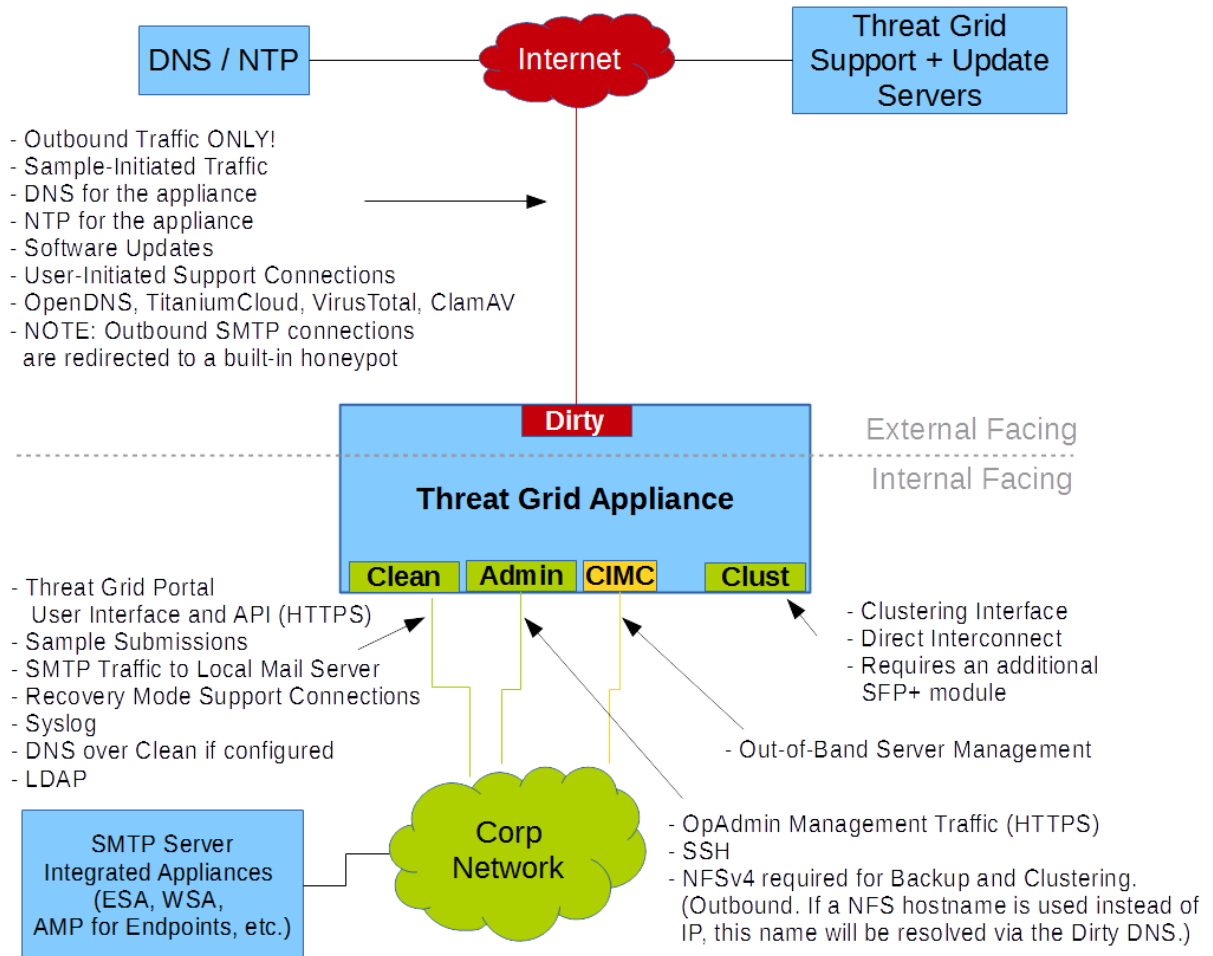 DNS / NTP
Internet
Threat Grid
Support + Update
Servers
- Outbound Traffic ONLY!
- Sample-Initiated Traffic
- DNS for the appliance
- NTP for the appliance
- Software Updates
- User-Initiated Support Connections
- OpenDNS, TitaniumCloud, VirusTotal, ClamAV
- NOTE: Outbound SMTP connections
are redirected to a built-in honeypot
Dirty
External Facing
Internal Facing
Threat Grid Appliance
Clean
Admin
CIMC
Clust
- Threat Grid Portal
User Interface and API (HTTPS)
- Sample Submissions
- SMTP Traffic to Local Mail Server
- Recovery Mode Support Connections
- Syslog
- DNS over Clean if configured
- LDAP
- Clustering Interface
- Direct Interconnect
- Requires an additional
SFP+ module
- Out-of-Band Server Management
SMTP Server
Integrated Appliances
(ESA, WSA,
AMP for Endpoints, etc.)
Corp
Network
- OpAdmin Management Traffic (HTTPS)
- SSH
- NFSv4 required for Backup and Clustering.
(Outbound. If a NFS hostname is used instead of
IP, this name will be resolved via the Dirty DNS.)